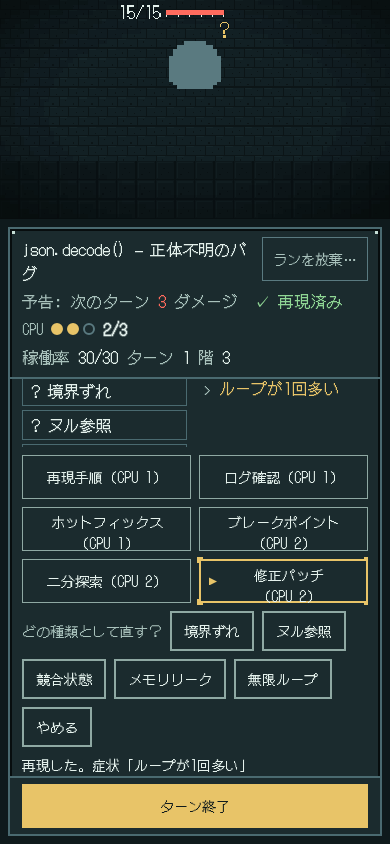 15/15
?
json.decode() – 正体不明のバ
グ
ランを放棄…
予告: 次のターン 3 ダメージ ✓ 再現済み
CPU 2/3
稼働率 30/30 ターン 1 階 3
? 境界ずれ
> ループが1回多い
? ヌル参照
再現手順 (CPU 1)
ログ確認 (CPU 1)
ホットフィックス
(CPU 1)
ブレークポイント
(CPU 2)
二分探索 (CPU 2)
▶ 修正パッチ
(CPU 2)
どの種類として直す? 境界ずれ ヌル参照
競合状態 メモリリーク 無限ループ
やめる
再現した。症状「ループが1回多い」
ターン終了